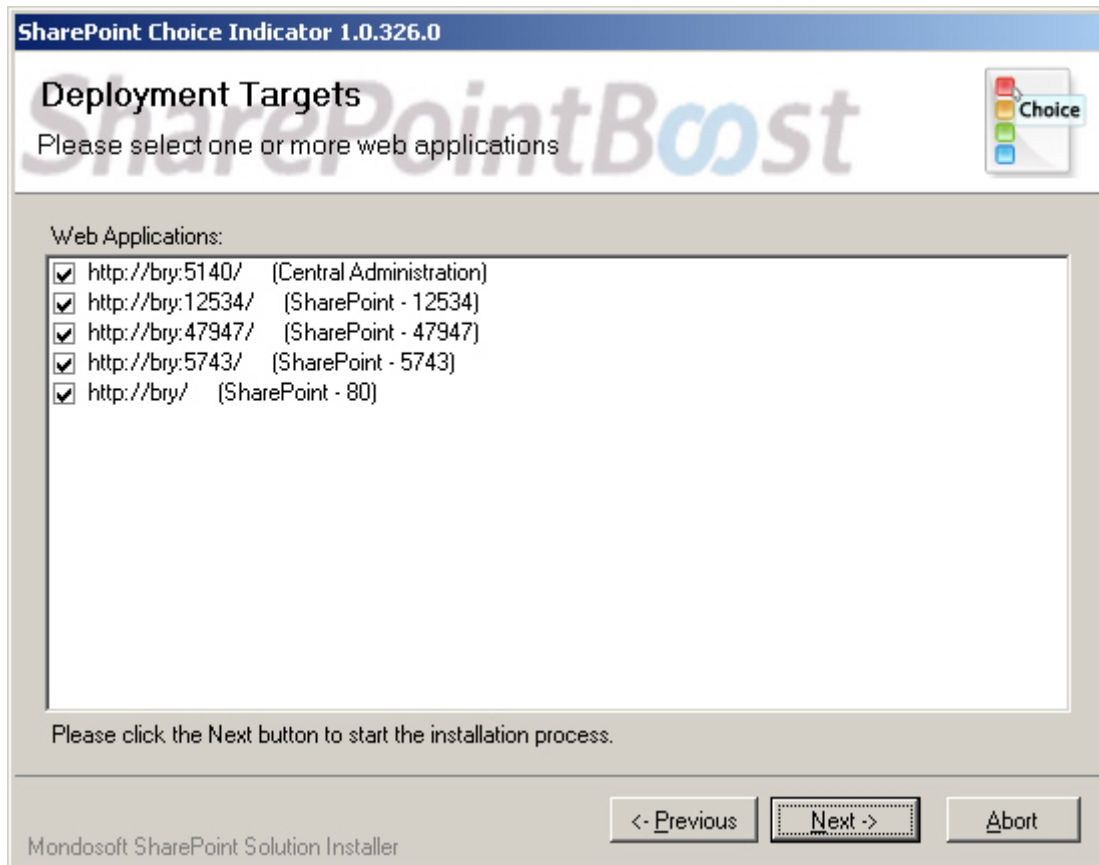 SharePoint Choice Indicator 1.0.326.0
SharePointBoost
Deployment Targets
Please select one or more web applications
Choice
Web Applications:
http://bry:5140/ (Central Administration)
http://bry:12534/ (SharePoint - 12534)
http://bry:47947/ (SharePoint - 47947)
http://bry:5743/ (SharePoint - 5743)
http://bry/ (SharePoint - 80)
Please click the Next button to start the installation process.
<- Previous
Next ->
Abort
Mondosoft SharePoint Solution Installer